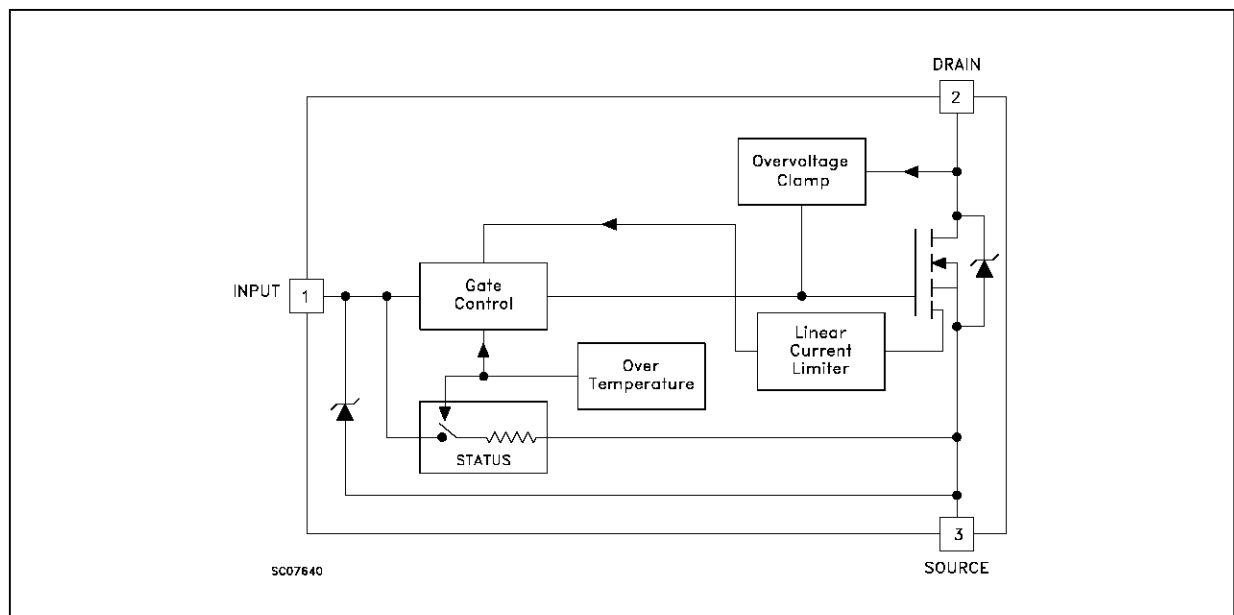 DRAIN
2
Overvoltage
Clamp
INPUT
1
Gate
Control
Linear
Current
Limiter
Over
Temperature
STATUS
3
SOURCE
SC07640